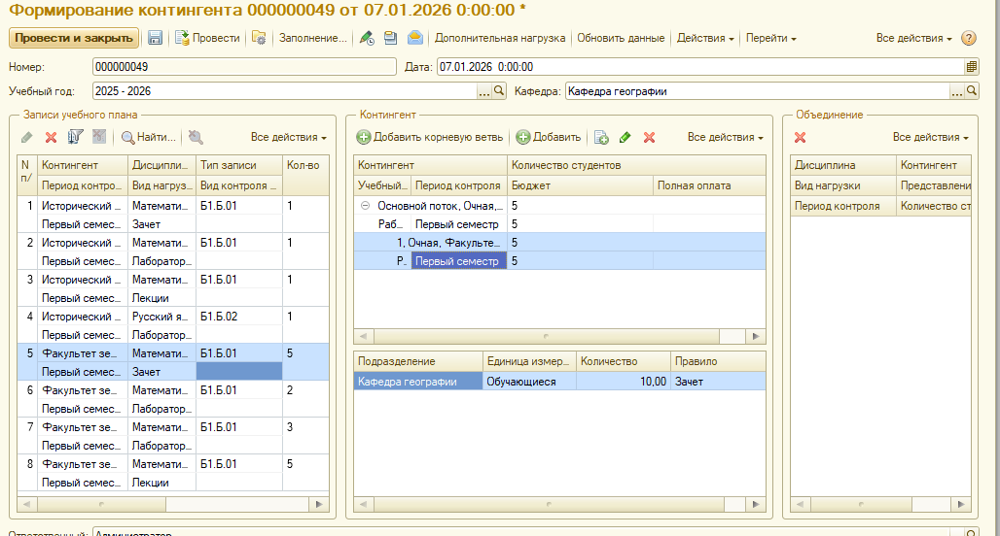 Формирование контингента 000000049 от 07.01.2026 0:00:00 *
Провести и закрыть Провести Заполнение... Дополнительная нагрузка Обновить данные Действия Перейти Все действия ?
Номер: 000000049 Дата: 07.01.2026 0:00:00
Учебный год: 2025 - 2026 ... Кафедра: Кафедра географии ...
Записи учебного плана
Найти... Все действия
N п/ Контингент Дисципли... Тип записи Кол-во
Период контро... Вид нагруз... Вид контроля ...
1 Исторический ... Математи... Б1.Б.01 1
Первый семес... Зачет
2 Исторический ... Математи... Б1.Б.01 1
Первый семес... Лаборатор...
3 Исторический ... Математи... Б1.Б.01 1
Первый семес... Лекции
4 Исторический ... Русский я... Б1.Б.02 1
Первый семес... Лаборатор...
5 Факультет зе... Математи... Б1.Б.01 5
Первый семес... Зачет
6 Факультет зе... Математи... Б1.Б.01 2
Первый семес... Лаборатор...
7 Факультет зе... Математи... Б1.Б.01 3
Первый семес... Лаборатор...
8 Факультет зе... Математи... Б1.Б.01 5
Первый семес... Лекции
Контингент
Добавить корневую ветвь Добавить Все действия
Контингент Количество студентов
Учебный... Период контроля Бюджет Полная оплата
Основной поток, Очная,... 5
Раб... Первый семестр 5
1, Очная, Факульте... 5
Р... Первый семестр 5
Подразделение Единица измер... Количество Правило
Кафедра географии Обучающиеся 10,00 Зачет
Объединение
Все действия
Дисциплина Контингент
Вид нагрузки Представлени
Период контроля Количество ст
Ответственный: Администратор